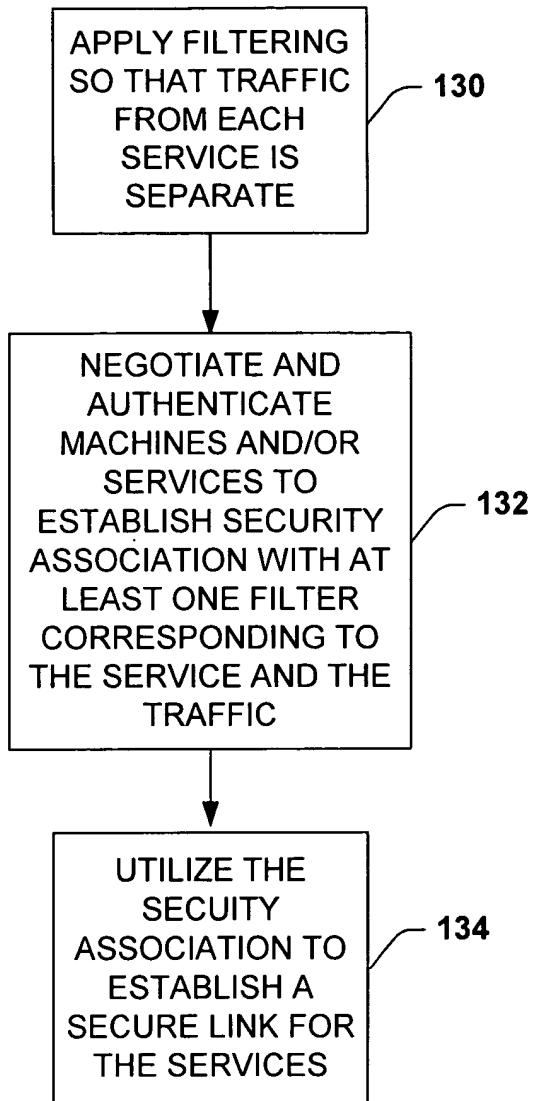 APPLY FILTERING
SO THAT TRAFFIC
FROM EACH
SERVICE IS
SEPARATE
130
NEGOTIATE AND
AUTHENTICATE
MACHINES AND/OR
SERVICES TO
ESTABLISH SECURITY
ASSOCIATION WITH AT
LEAST ONE FILTER
CORRESPONDING TO
THE SERVICE AND THE
TRAFFIC
132
UTILIZE THE
SECUITY
ASSOCIATION TO
ESTABLISH A
SECURE LINK FOR
THE SERVICES
134